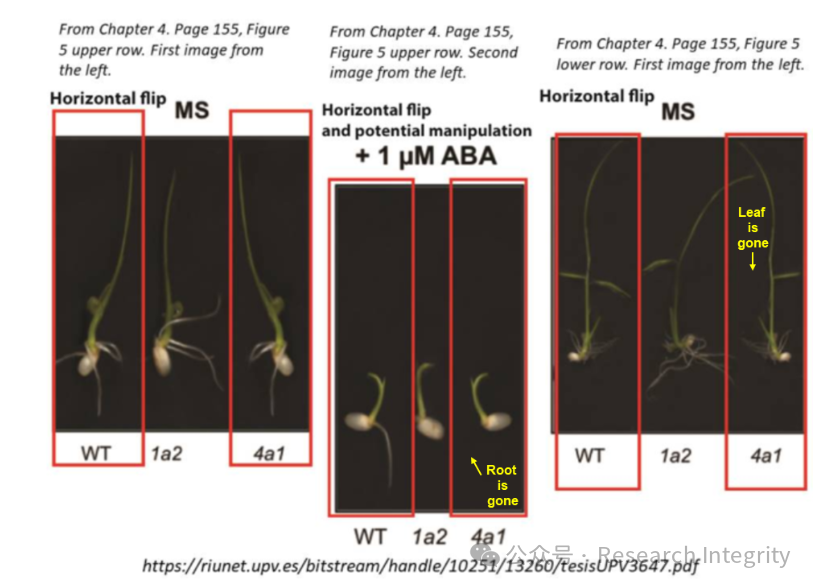 From Chapter 4. Page 155, Figure
5 upper row. First image from
the left.
Horizontal flip
MS
WT
1a2
4a1
From Chapter 4. Page 155,
Figure 5 upper row. Second
image from the left.
Horizontal flip
and potential manipulation
+ 1 µM ABA
Root
is
gone
WT
1a2
4a1
From Chapter 4. Page 155, Figure 5
lower row. First image from the left.
Horizontal flip
MS
Leaf
is
gone
WT
1a2
4a1
公众号 · Research Integrity
https://riunet.upv.es/bitstream/handle/10251/13260/tesisUPV3647.pdf